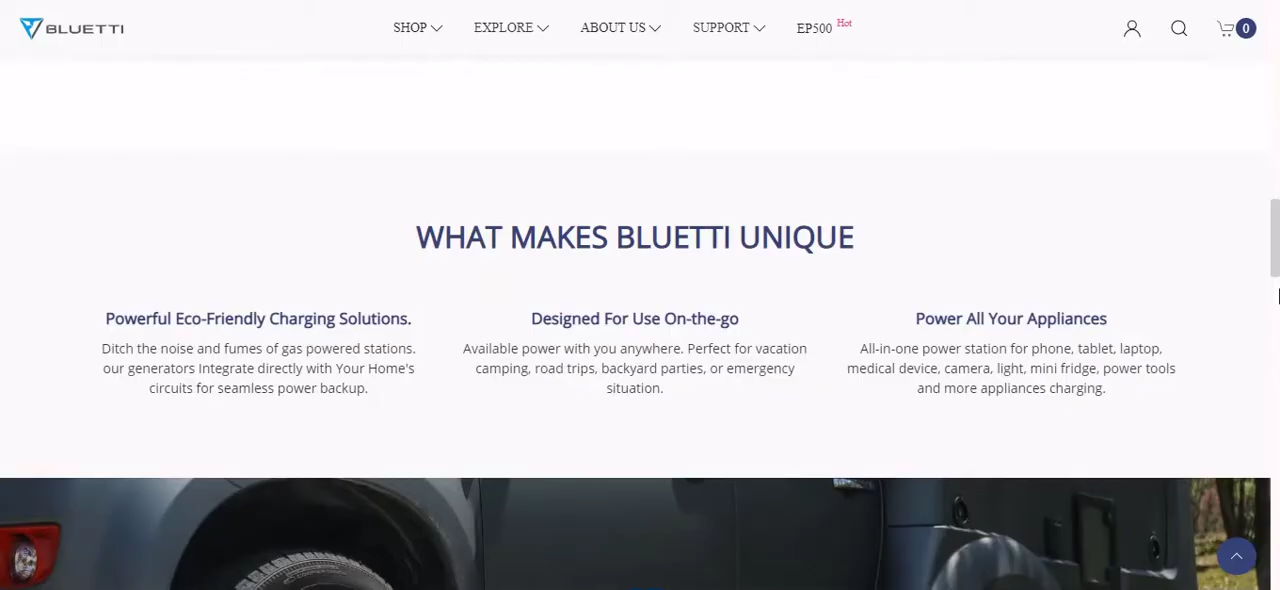 BLUETTI
SHOP EXPLORE ABOUT US SUPPORT EP500 Hot
0
WHAT MAKES BLUETTI UNIQUE
Powerful Eco-Friendly Charging Solutions.
Ditch the noise and fumes of gas powered stations.
our generators Integrate directly with Your Home's
circuits for seamless power backup.
Designed For Use On-the-go
Available power with you anywhere. Perfect for vacation
camping, road trips, backyard parties, or emergency
situation.
Power All Your Appliances
All-in-one power station for phone, tablet, laptop,
medical device, camera, light, mini fridge, power tools
and more appliances charging.